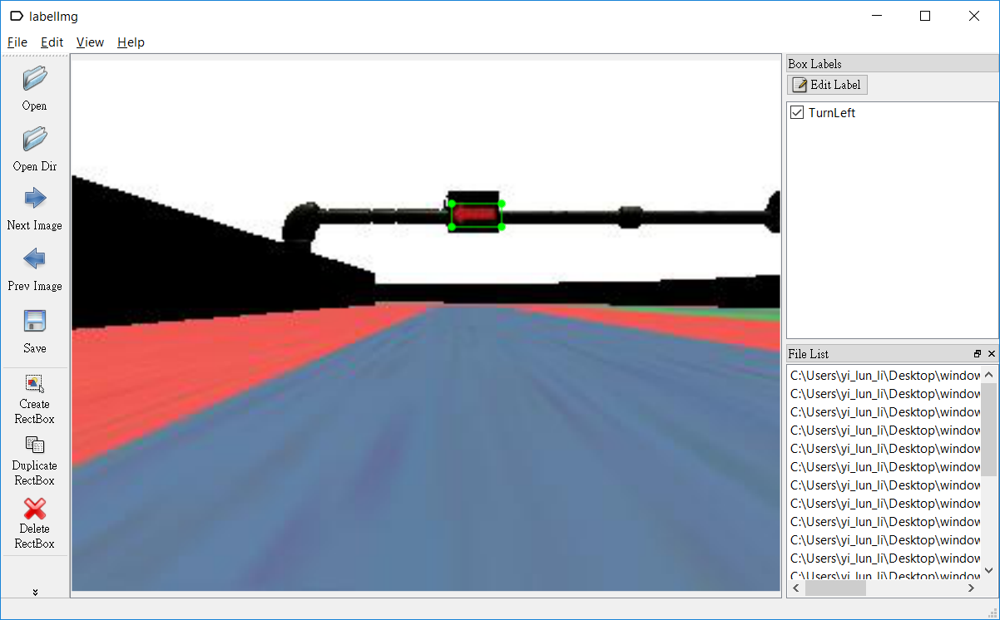 labelImg
File Edit View Help
Open
Open Dir
Next Image
Prev Image
Save
Create
RectBox
Duplicate
RectBox
Delete
RectBox
Box Labels
Edit Label
TurnLeft
File List
C:\Users\yi_lun_li\Desktop\window
C:\Users\yi_lun_li\Desktop\window
C:\Users\yi_lun_li\Desktop\window
C:\Users\yi_lun_li\Desktop\window
C:\Users\yi_lun_li\Desktop\window
C:\Users\yi_lun_li\Desktop\window
C:\Users\yi_lun_li\Desktop\window
C:\Users\yi_lun_li\Desktop\window
C:\Users\yi_lun_li\Desktop\window
C:\Users\yi_lun_li\Desktop\window
C:\Users\yi_lun_li\Desktop\window
C:\Users\yi_lun_li\Desktop\window